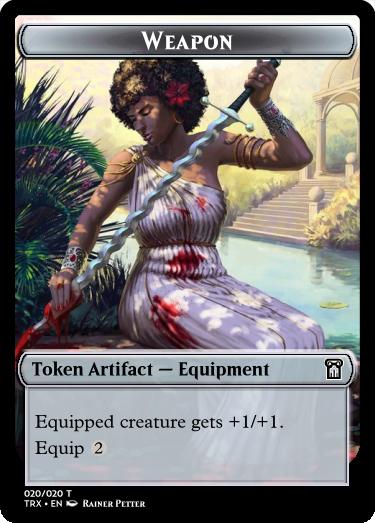 Weapon
Token Artifact — Equipment
Equipped creature gets +1/+1.
Equip 2
020/020 T
TRX • EN Rainer Petter